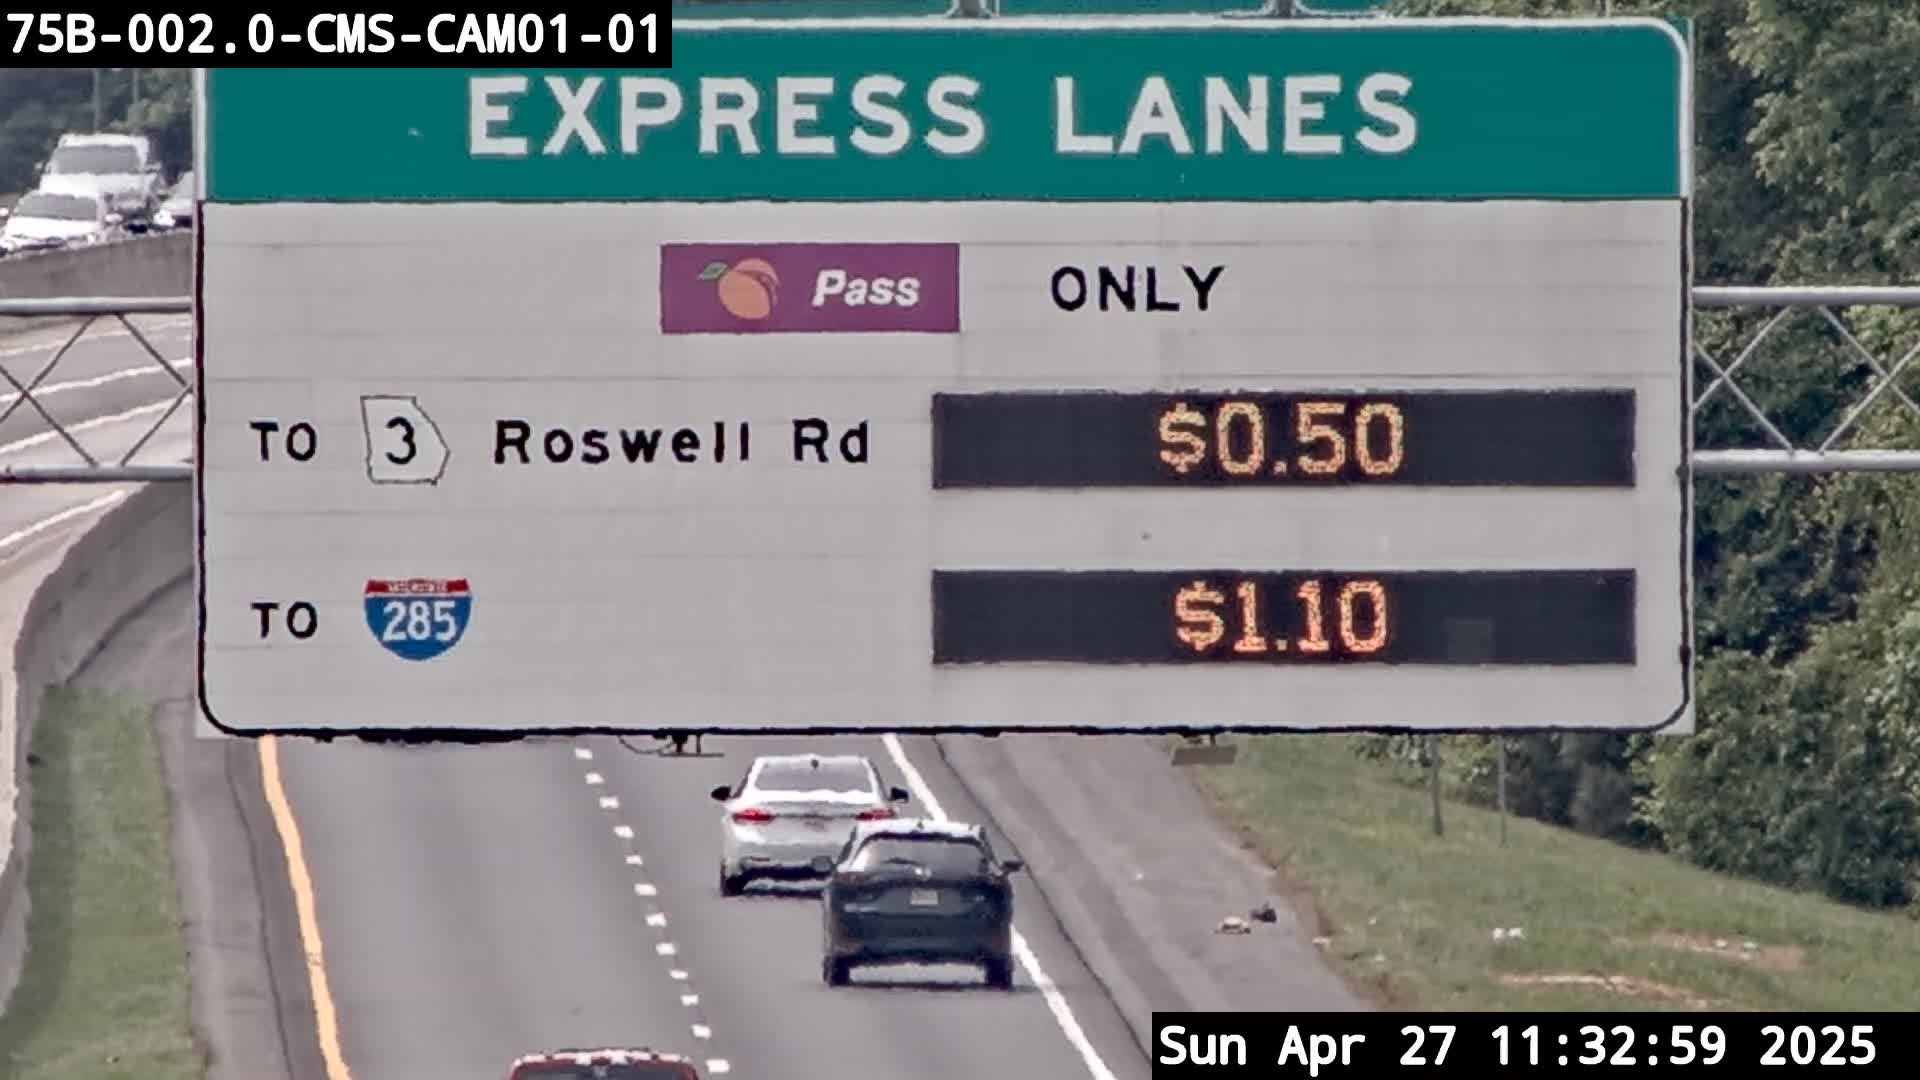 75B-002.0-CMS-CAM01-01
EXPRESS LANES
Pass ONLY
TO 3 Roswell Rd $0.50
TO INTERSTATE 285 $1.10
Sun Apr 27 11:32:59 2025